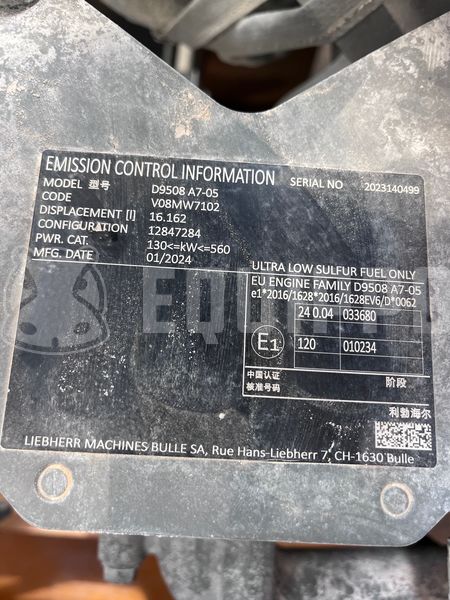 EMISSION CONTROL INFORMATION SERIAL NO 2023140499
MODEL 型号 D9508 A7-05
CODE V08MW7102
DISPLACEMENT [l] 16.162
CONFIGURATION 12847284
PWR. CAT. 130<=kW<=560
MFG. DATE 01/2024
ULTRA LOW SULFUR FUEL ONLY
EU ENGINE FAMILY D9508 A7-05
e1*2016/1628*2016/1628EV6/D*0062
24 0.04 033680
E1
120 010234
中国认证 阶段
核准号码
利勃海尔
LIEBHERR MACHINES BULLE SA, Rue Hans-Liebherr 7, CH-1630 Bulle